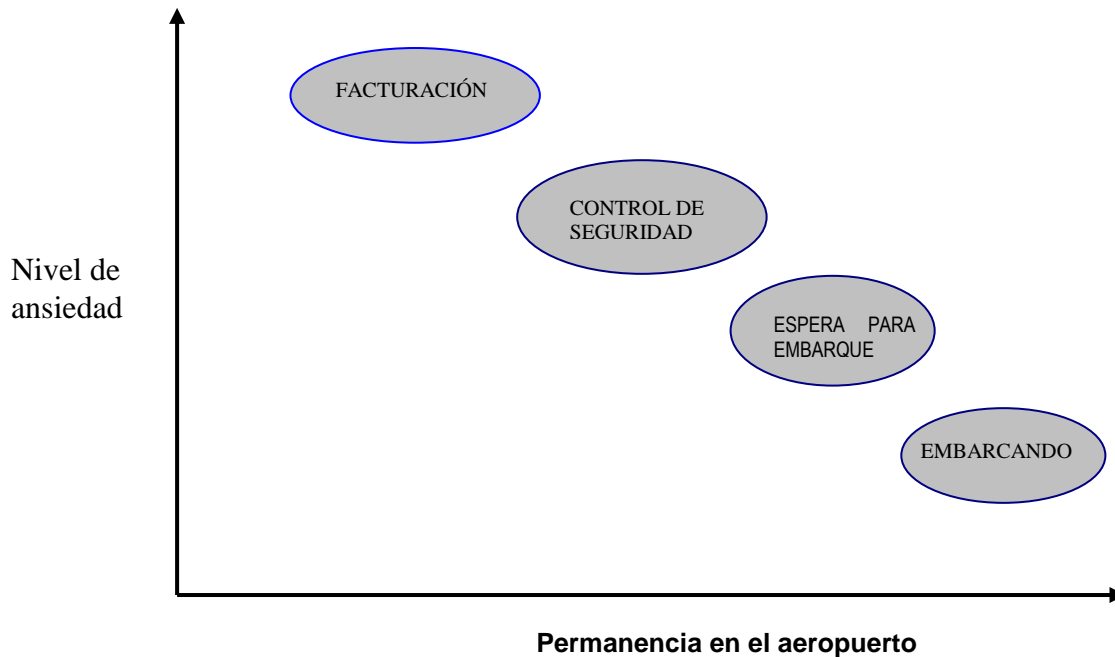 FACTURACIÓN
CONTROL DE
SEGURIDAD
Nivel de
ansiedad
ESPERA PARA
EMBARQUE
EMBARCANDO
Permanencia en el aeropuerto